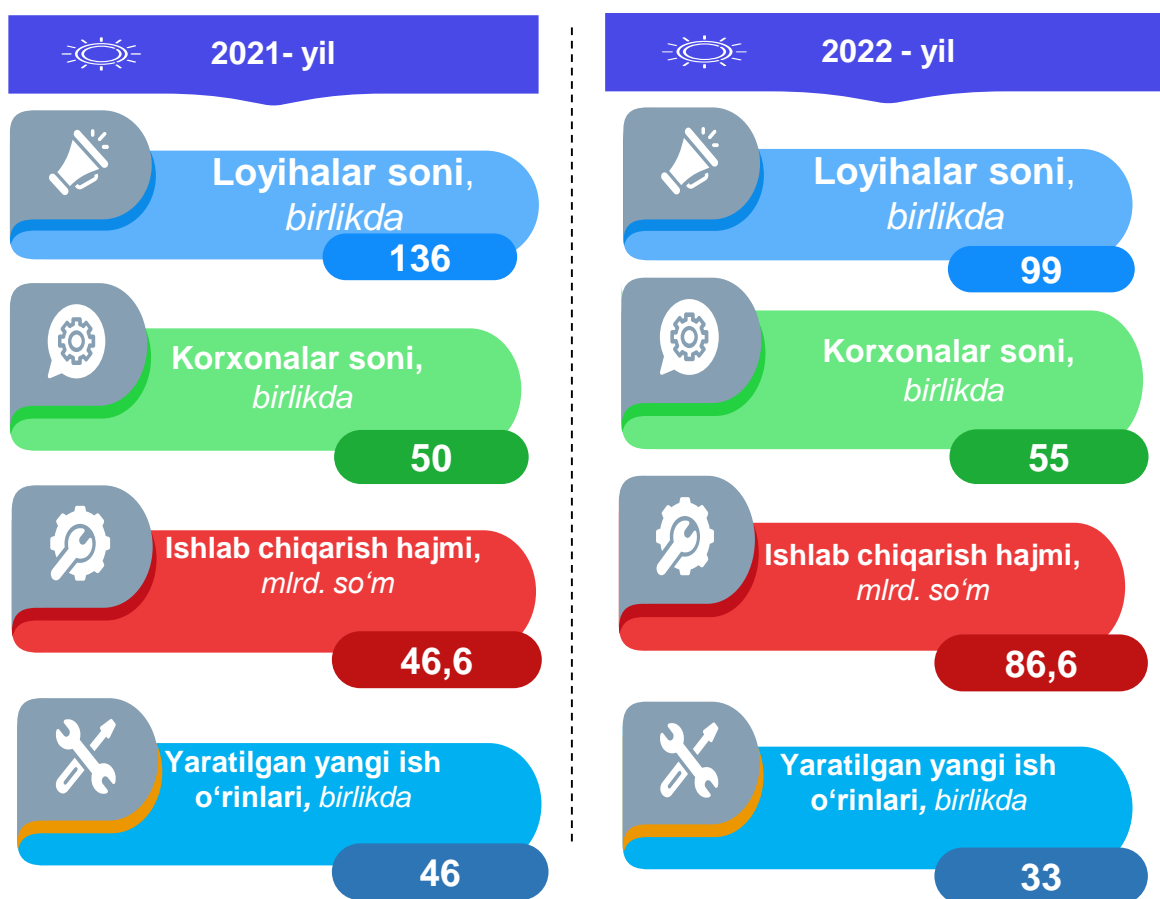 2021- yil
Loyihalar soni,
birlikda
136
Korxonalar soni,
birlikda
50
Ishlab chiqarish hajmi,
mlrd. so‘m
46,6
Yaratilgan yangi ish
o‘rinlari, birlikda
46
2022 - yil
Loyihalar soni,
birlikda
99
Korxonalar soni,
birlikda
55
Ishlab chiqarish hajmi,
mlrd. so‘m
86,6
Yaratilgan yangi ish
o‘rinlari, birlikda
33